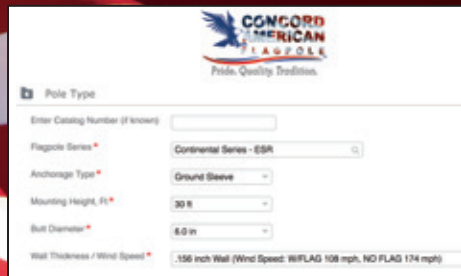 CONCORD
AMERICAN
FLAGPOLE
Pride. Quality. Tradition.
Pole Type
Enter Catalog Number (if known)
Flagpole Series *
Continental Series - ESR
Anchorage Type *
Ground Sleeve
Mounting Height, Ft *
30 ft
Butt Diameter *
6.0 in
Wall Thickness / Wind Speed *
.156 inch Wall (Wind Speed: W/FLAG 108 mph, NO FLAG 174 mph)